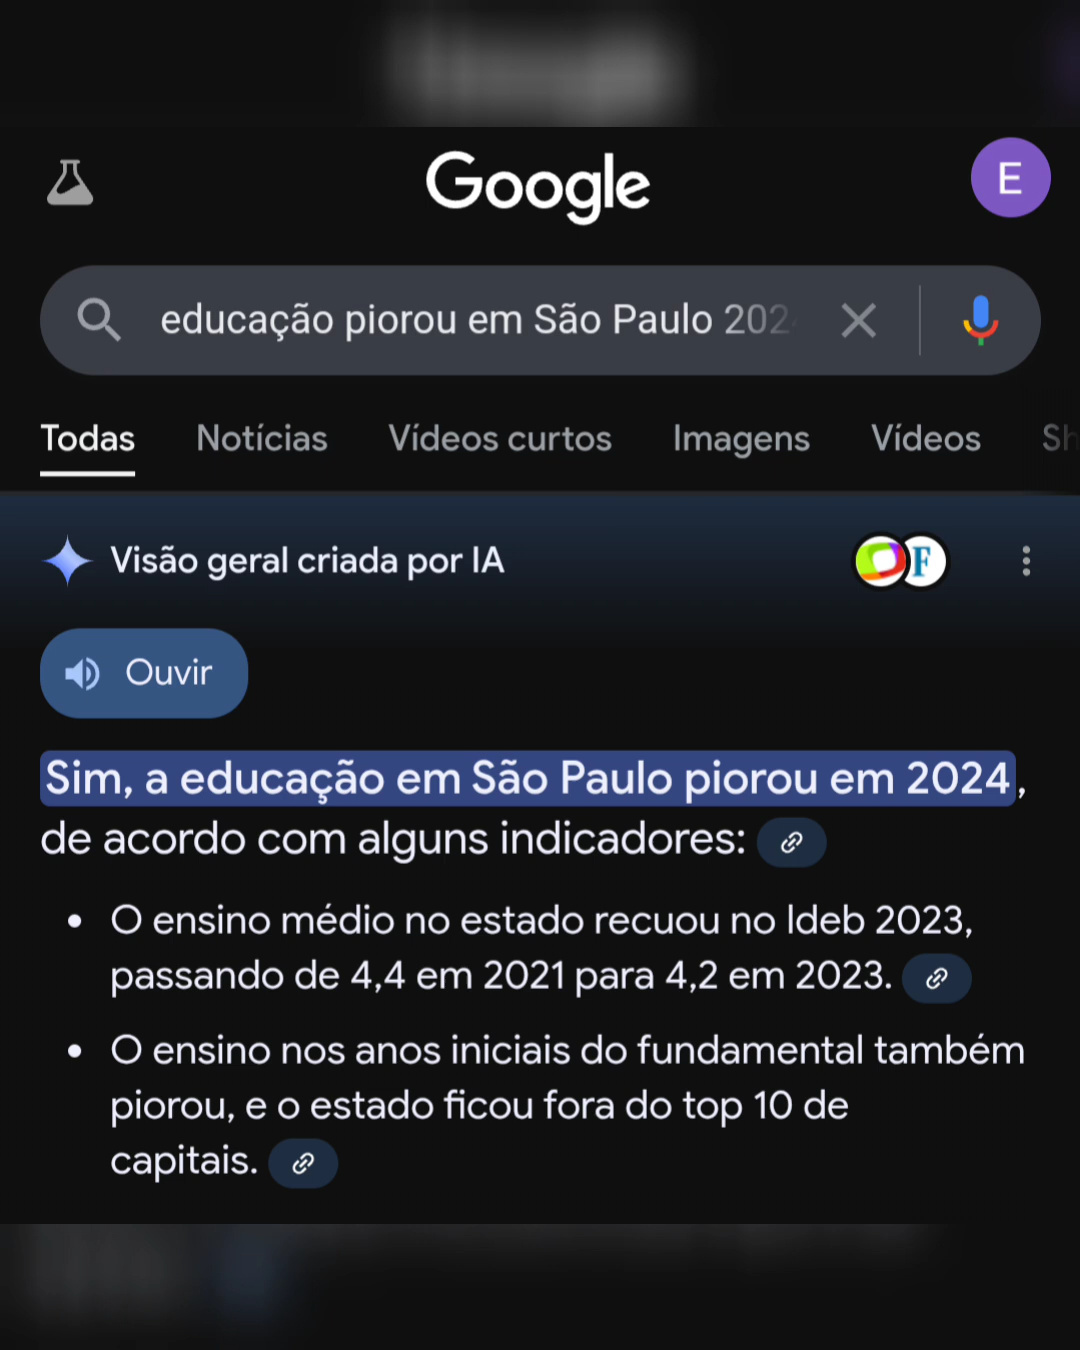 Google
E
educação piorou em São Paulo 202
Todas Notícias Vídeos curtos Imagens Vídeos Sh
Visão geral criada por IA
F
Ouvir
Sim, a educação em São Paulo piorou em 2024,
de acordo com alguns indicadores:
• O ensino médio no estado recuou no Ideb 2023,
passando de 4,4 em 2021 para 4,2 em 2023.
• O ensino nos anos iniciais do fundamental também
piorou, e o estado ficou fora do top 10 de
capitais.